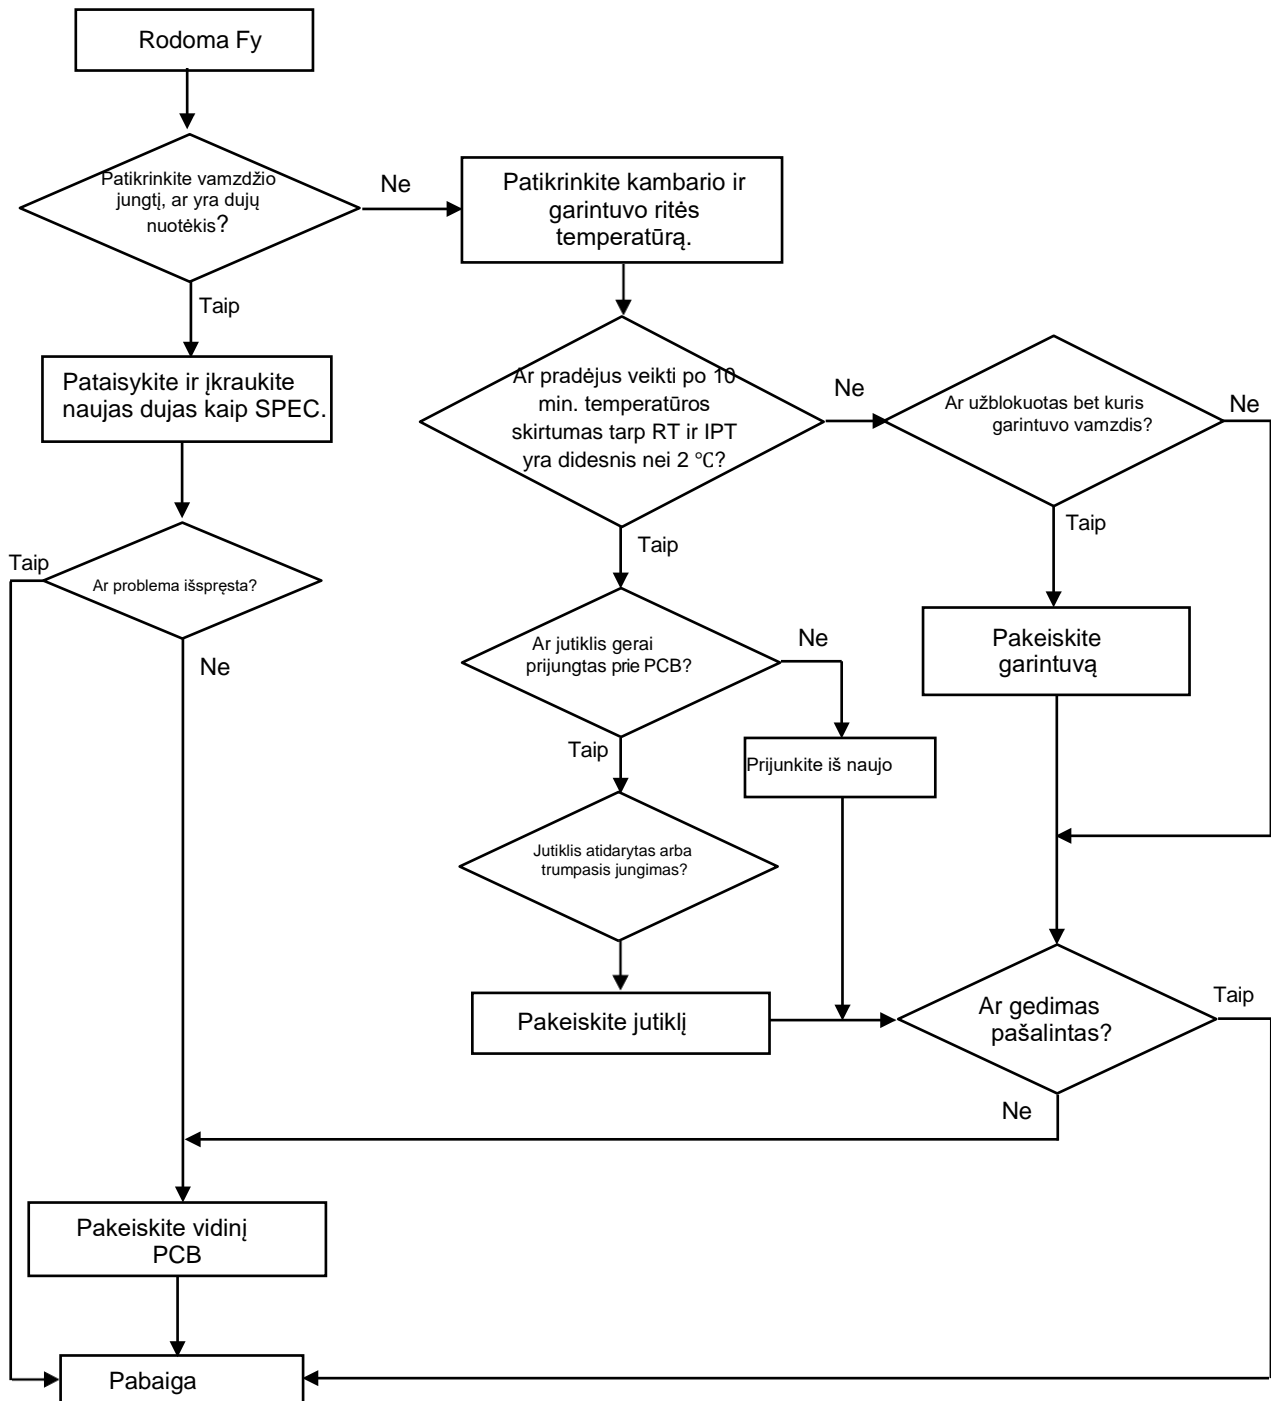 Rodoma Fy
Patikrinkite vamzdžio
jungtį, ar yra dujų
nuotėkis?
Ne
Patikrinkite kambario ir
garintuvo ritės
temperatūrą.
Taip
Pataisykite ir įkraukite
naujas dujas kaip SPEC.
Ar pradėjus veikti po 10
min. temperatūros
skirtumas tarp RT ir IPT
yra didesnis nei 2 ℃?
Ne
Ar užblokuotas bet kuris
garintuvo vamzdis?
Ne
Taip
Taip
Taip
Ar problema išspręsta?
Ne
Ar jutiklis gerai
prijungtas prie PCB?
Ne
Pakeiskite
garintuvą
Taip
Prijunkite iš naujo
Jutiklis atidarytas arba
trumpasis jungimas?
Pakeiskite jutiklį
Ar gedimas
pašalintas?
Taip
Ne
Pakeiskite vidinį
PCB
Pabaiga